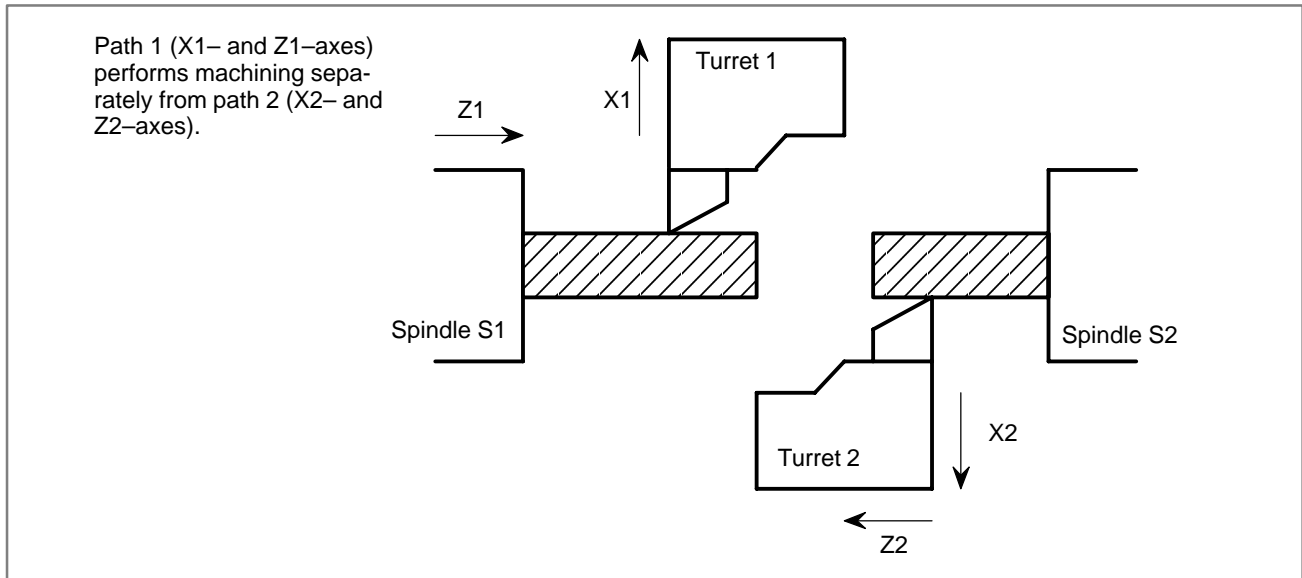 Path 1 (X1– and Z1–axes)
performs machining sepa-
rately from path 2 (X2– and
Z2–axes).
Turret 1
X1
Z1
Spindle S1
Spindle S2
X2
Turret 2
Z2